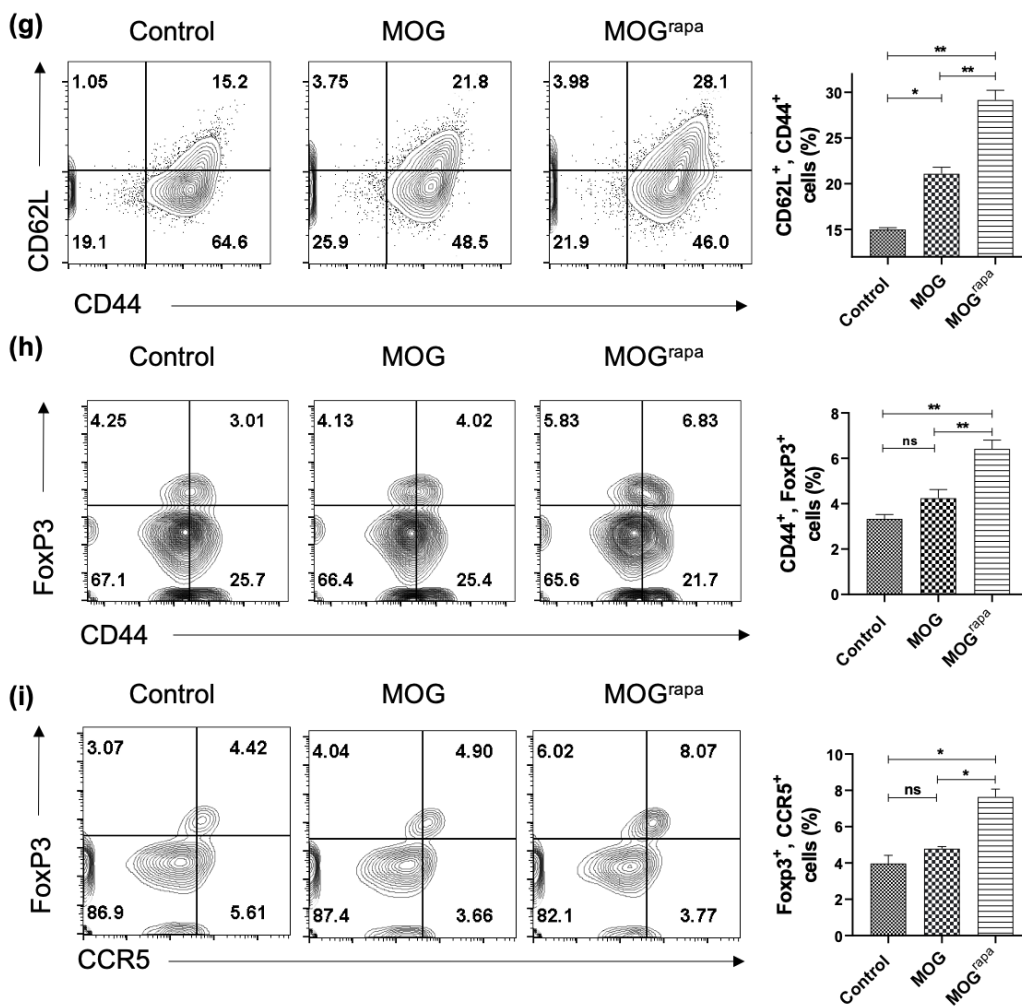 (g)
Control MOG MOGrapa
1.05 15.2 3.75 21.8 3.98 28.1
19.1 64.6 25.9 48.5 21.9 46.0
CD62L
CD44
CD62L+, CD44+
cells (%)
30
25
20
15
** 
**
*
Control MOG MOGrapa
(h)
Control MOG MOGrapa
4.25 3.01 4.13 4.02 5.83 6.83
67.1 25.7 66.4 25.4 65.6 21.7
FoxP3
CD44
CD44+, FoxP3+
cells (%)
8
6
4
2
0
**
**
ns
Control MOG MOGrapa
(i)
Control MOG MOGrapa
3.07 4.42 4.04 4.90 6.02 8.07
86.9 5.61 87.4 3.66 82.1 3.77
FoxP3
CCR5
Foxp3+, CCR5+
cells (%)
10
8
6
4
2
0
*
*
ns
Control MOG MOGrapa